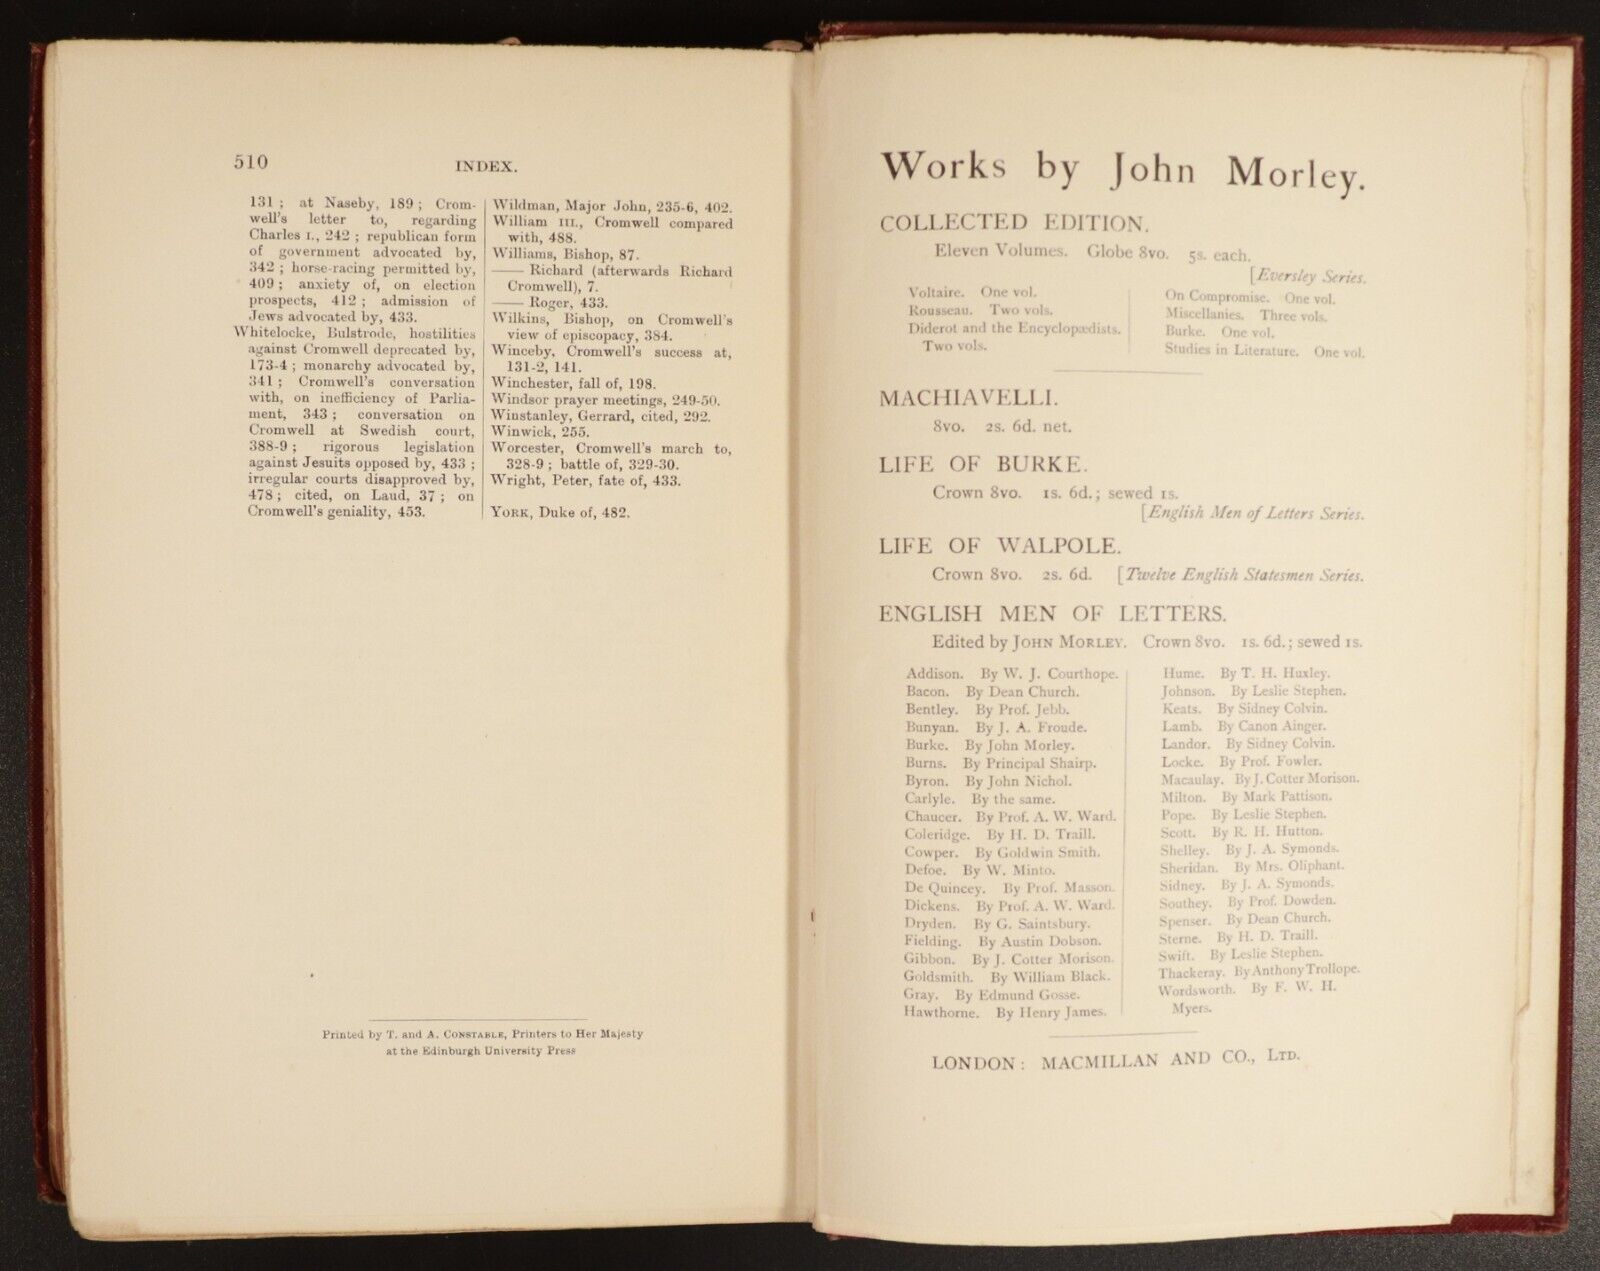 510
INDEX.
131 ; at Naseby, 189 ; Crom-
well's letter to, regarding
Charles I., 242 ; republican form
of government advocated by,
342 ; horse-racing permitted by,
409 ; anxiety of, on election
prospects, 412 ; admission of
Jews advocated by, 433.
Whitelocke, Bulstrode, hostilities
against Cromwell deprecated by,
173-4 ; monarchy advocated by,
341 ; Cromwell's conversation
with, on inefficiency of Parlia-
ment, 343 ; conversation on
Cromwell at Swedish court,
388-9 ; rigorous legislation
against Jesuits opposed by, 433 ;
irregular courts disapproved by,
478 ; cited, on Laud, 37 ; on
Cromwell's geniality, 453.
Wildman, Major John, 235-6, 402.
William III., Cromwell compared
with, 488.
Williams, Bishop, 87.
—— Richard (afterwards Richard
Cromwell), 7.
—— Roger, 433.
Wilkins, Bishop, on Cromwell's
view of episcopacy, 384.
Winceby, Cromwell's success at,
131-2, 141.
Winchester, fall of, 198.
Windsor prayer meetings, 249-50.
Winstanley, Gerrard, cited, 292.
Winwick, 255.
Worcester, Cromwell's march to,
328-9 ; battle of, 329-30.
Wright, Peter, fate of, 433.
YORK, Duke of, 482.
Printed by T. and A. CONSTABLE, Printers to Her Majesty
at the Edinburgh University Press
Works by John Morley.
COLLECTED EDITION.
Eleven Volumes. Globe 8vo. 5s. each.
[Eversley Series.
Voltaire. One vol.
Rousseau. Two vols.
Diderot and the Encyclopædists.
Two vols.
On Compromise. One vol.
Miscellanies. Three vols.
Burke. One vol.
Studies in Literature. One vol.
MACHIAVELLI.
8vo. 2s. 6d. net.
LIFE OF BURKE.
Crown 8vo. 1s. 6d.; sewed 1s.
[English Men of Letters Series.
LIFE OF WALPOLE.
Crown 8vo. 2s. 6d. [Twelve English Statesmen Series.
ENGLISH MEN OF LETTERS.
Edited by JOHN MORLEY. Crown 8vo. 1s. 6d.; sewed 1s.
Addison. By W. J. Courthope.
Bacon. By Dean Church.
Bentley. By Prof. Jebb.
Bunyan. By J. A. Froude.
Burke. By John Morley.
Burns. By Principal Shairp.
Byron. By John Nichol.
Carlyle. By the same.
Chaucer. By Prof. A. W. Ward.
Coleridge. By H. D. Traill.
Cowper. By Goldwin Smith.
Defoe. By W. Minto.
De Quincey. By Prof. Masson.
Dickens. By Prof. A. W. Ward.
Dryden. By G. Saintsbury.
Fielding. By Austin Dobson.
Gibbon. By J. Cotter Morison.
Goldsmith. By William Black.
Gray. By Edmund Gosse.
Hawthorne. By Henry James.
Hume. By T. H. Huxley.
Johnson. By Leslie Stephen.
Keats. By Sidney Colvin.
Lamb. By Canon Ainger.
Landor. By Sidney Colvin.
Locke. By Prof. Fowler.
Macaulay. By J. Cotter Morison.
Milton. By Mark Pattison.
Pope. By Leslie Stephen.
Scott. By R. H. Hutton.
Shelley. By J. A. Symonds.
Sheridan. By Mrs. Oliphant.
Sidney. By J. A. Symonds.
Southey. By Prof. Dowden.
Spenser. By Dean Church.
Sterne. By H. D. Traill.
Swift. By Leslie Stephen.
Thackeray. By Anthony Trollope.
Wordsworth. By F. W. H.
Myers.
LONDON: MACMILLAN AND CO., LTD.